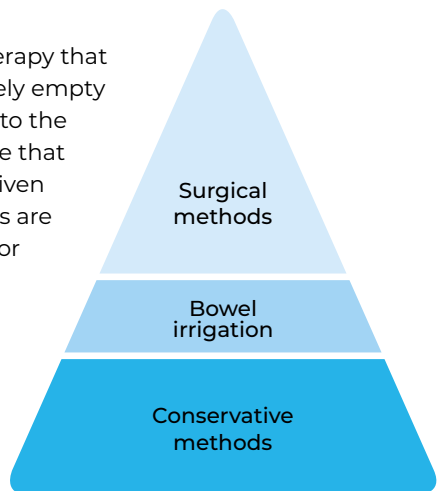 erapy that
ely empty
to the
e that
iven
s are
or
Surgical
methods
Bowel
irrigation
Conservative
methods